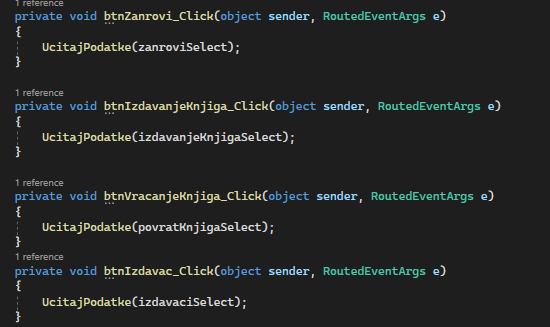 1 reference
private void btnZanrovi_Click(object sender, RoutedEventArgs e)
{
UcitajPodatke(zanroviSelect);
}
1 reference
private void btnIzdavanjeKnjiga_Click(object sender, RoutedEventArgs e)
{
UcitajPodatke(izdavanjeKnjigaSelect);
}
1 reference
private void btnVracanjeKnjiga_Click(object sender, RoutedEventArgs e)
{
UcitajPodatke(povratKnjigaSelect);
}
1 reference
private void btnIzdavac_Click(object sender, RoutedEventArgs e)
{
UcitajPodatke(izdavaciSelect);
}